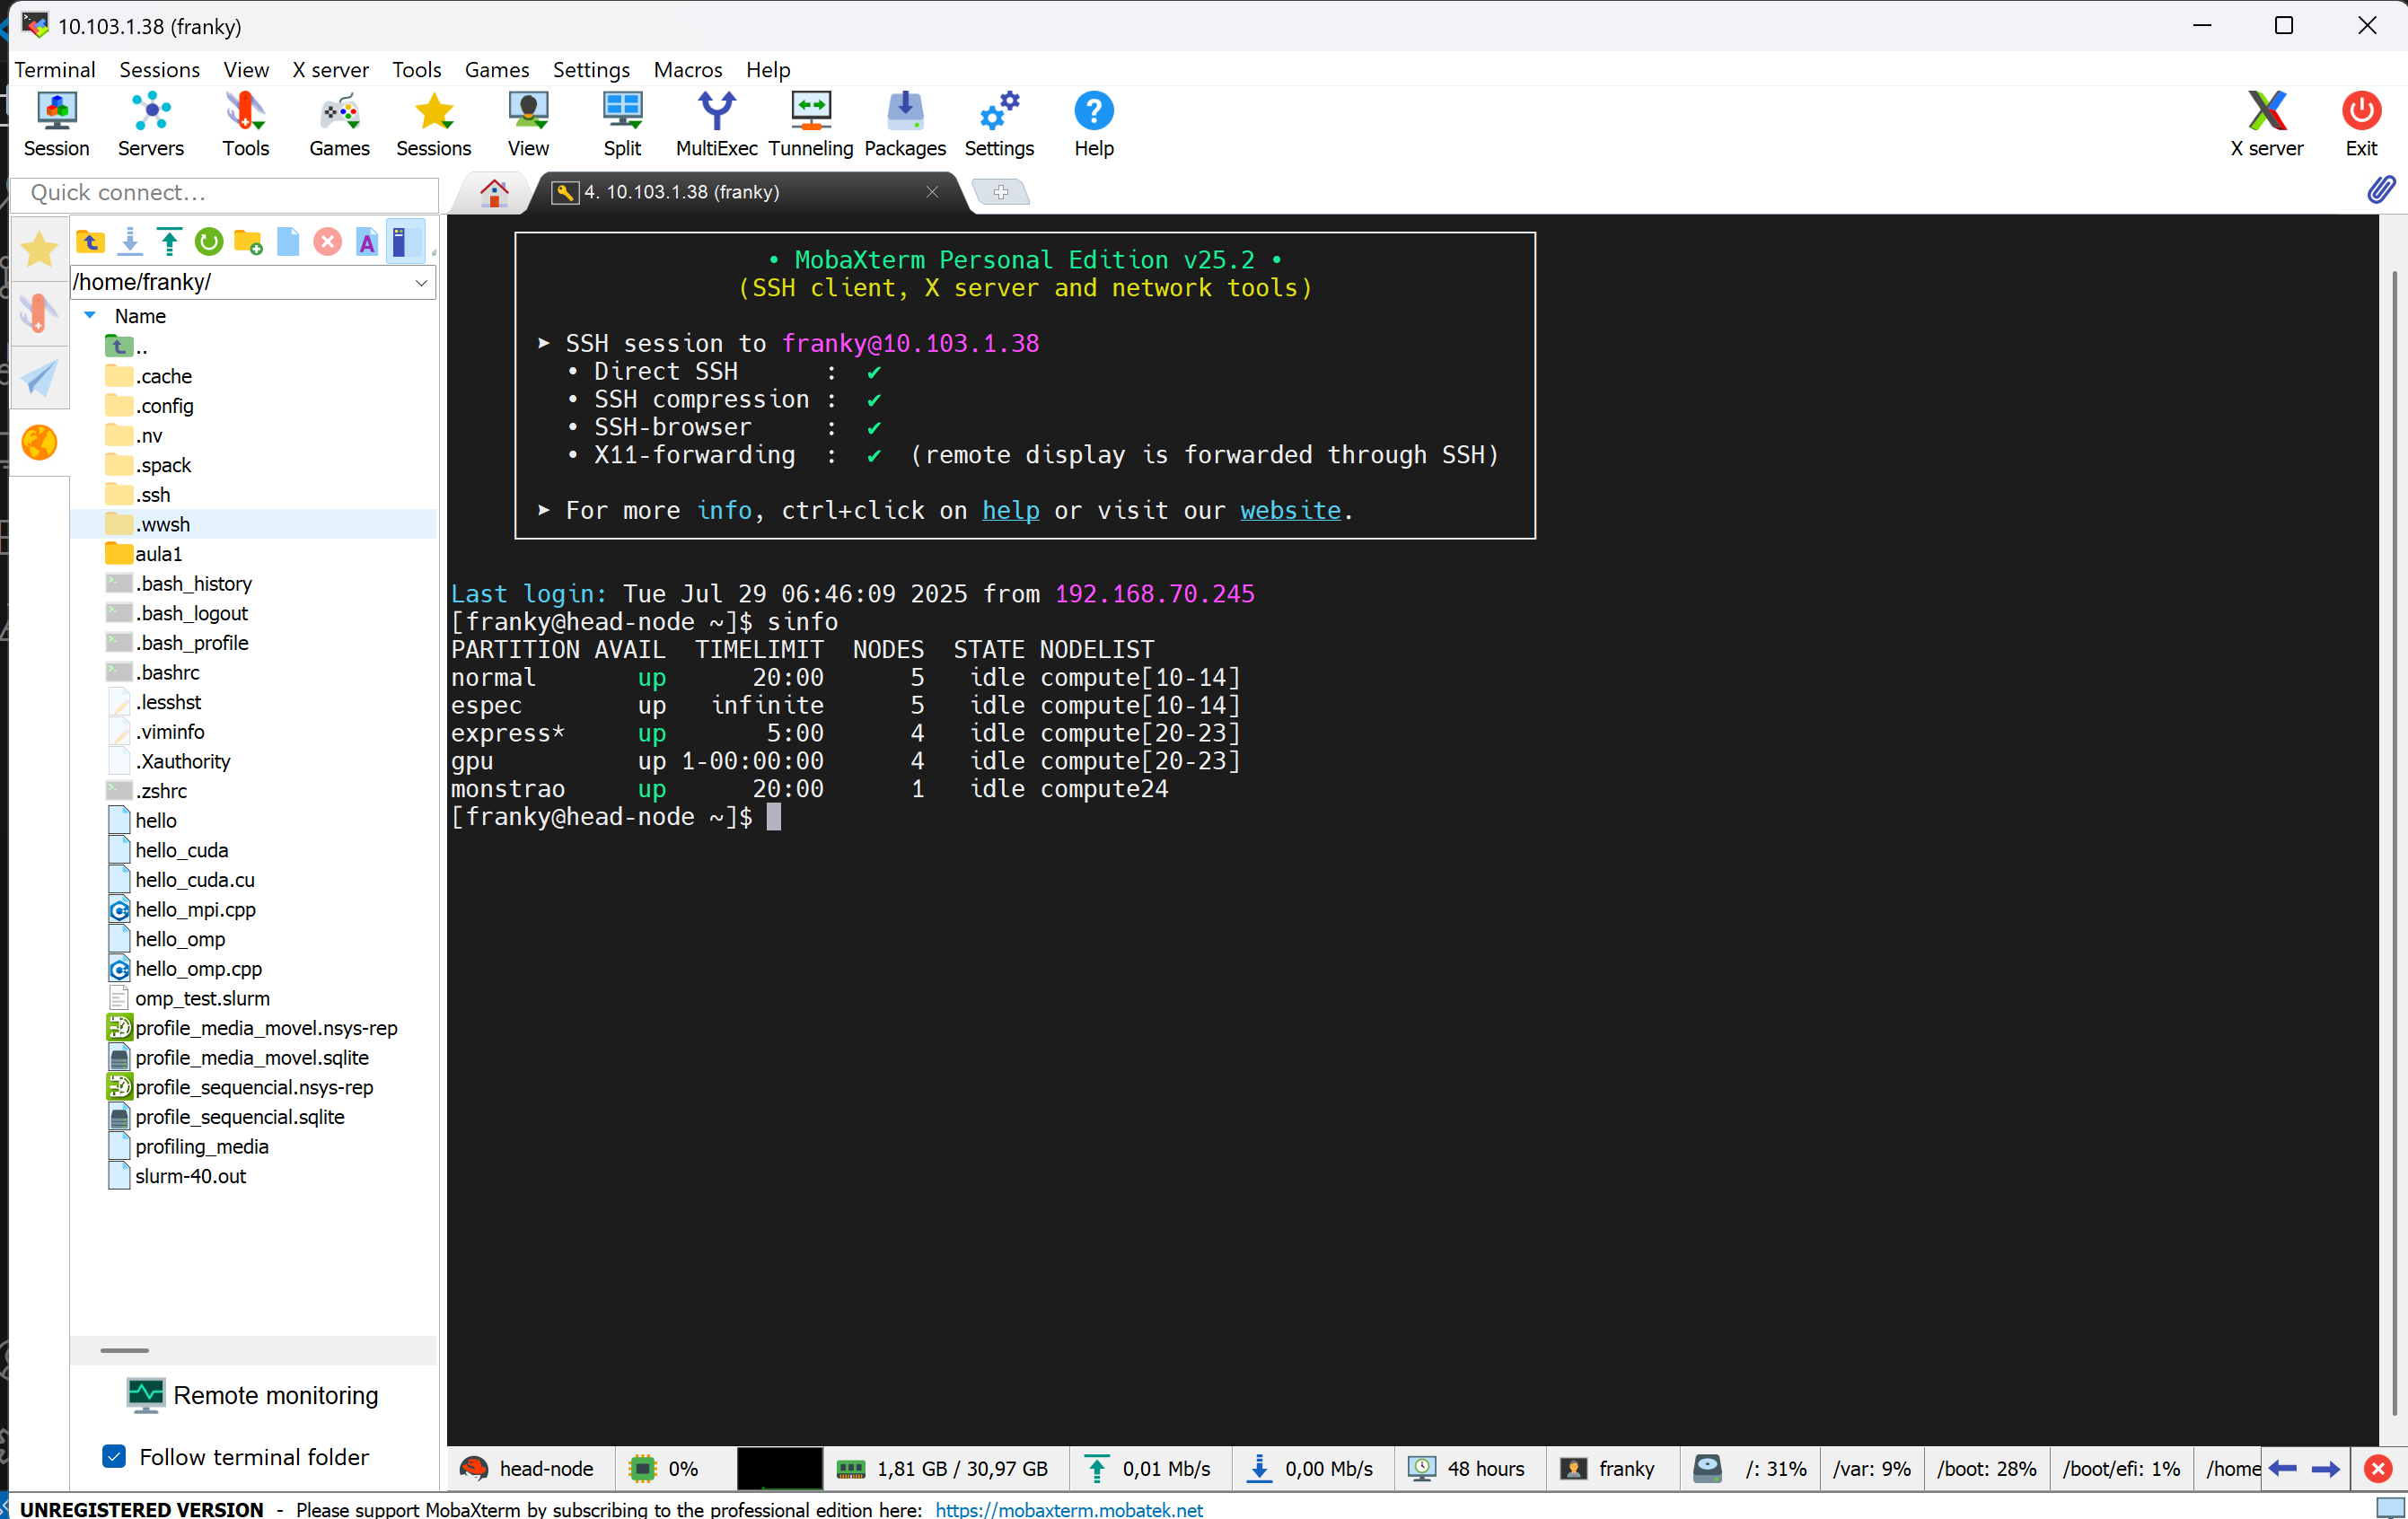 10.103.1.38 (franky)
Terminal Sessions View X server Tools Games Settings Macros Help
Session Servers Tools Games Sessions View Split MultiExec Tunneling Packages Settings Help X server Exit
Quick connect...
4. 10.103.1.38 (franky)
/home/franky/
Name
..
.cache
.config
.nv
.spack
.ssh
.wwsh
aula1
.bash_history
.bash_logout
.bash_profile
.bashrc
.lesshst
.viminfo
.Xauthority
.zshrc
hello
hello_cuda
hello_cuda.cu
hello_mpi.cpp
hello_omp
hello_omp.cpp
omp_test.slurm
profile_media_movel.nsys-rep
profile_media_movel.sqlite
profile_sequencial.nsys-rep
profile_sequencial.sqlite
profiling_media
slurm-40.out
Remote monitoring
Follow terminal folder
• MobaXterm Personal Edition v25.2 •
(SSH client, X server and network tools)
➤ SSH session to franky@10.103.1.38
• Direct SSH : ✔
• SSH compression : ✔
• SSH-browser : ✔
• X11-forwarding : ✔ (remote display is forwarded through SSH)
➤ For more info, ctrl+click on help or visit our website.
Last login: Tue Jul 29 06:46:09 2025 from 192.168.70.245
[franky@head-node ~]$ sinfo
PARTITION AVAIL TIMELIMIT NODES STATE NODELIST
normal up 20:00 5 idle compute[10-14]
espec up infinite 5 idle compute[10-14]
express* up 5:00 4 idle compute[20-23]
gpu up 1-00:00:00 4 idle compute[20-23]
monstrao up 20:00 1 idle compute24
[franky@head-node ~]$
head-node 0% 1,81 GB / 30,97 GB 0,01 Mb/s 0,00 Mb/s 48 hours franky /: 31% /var: 9% /boot: 28% /boot/efi: 1% /home
UNREGISTERED VERSION - Please support MobaXterm by subscribing to the professional edition here: https://mobaxterm.mobatek.net